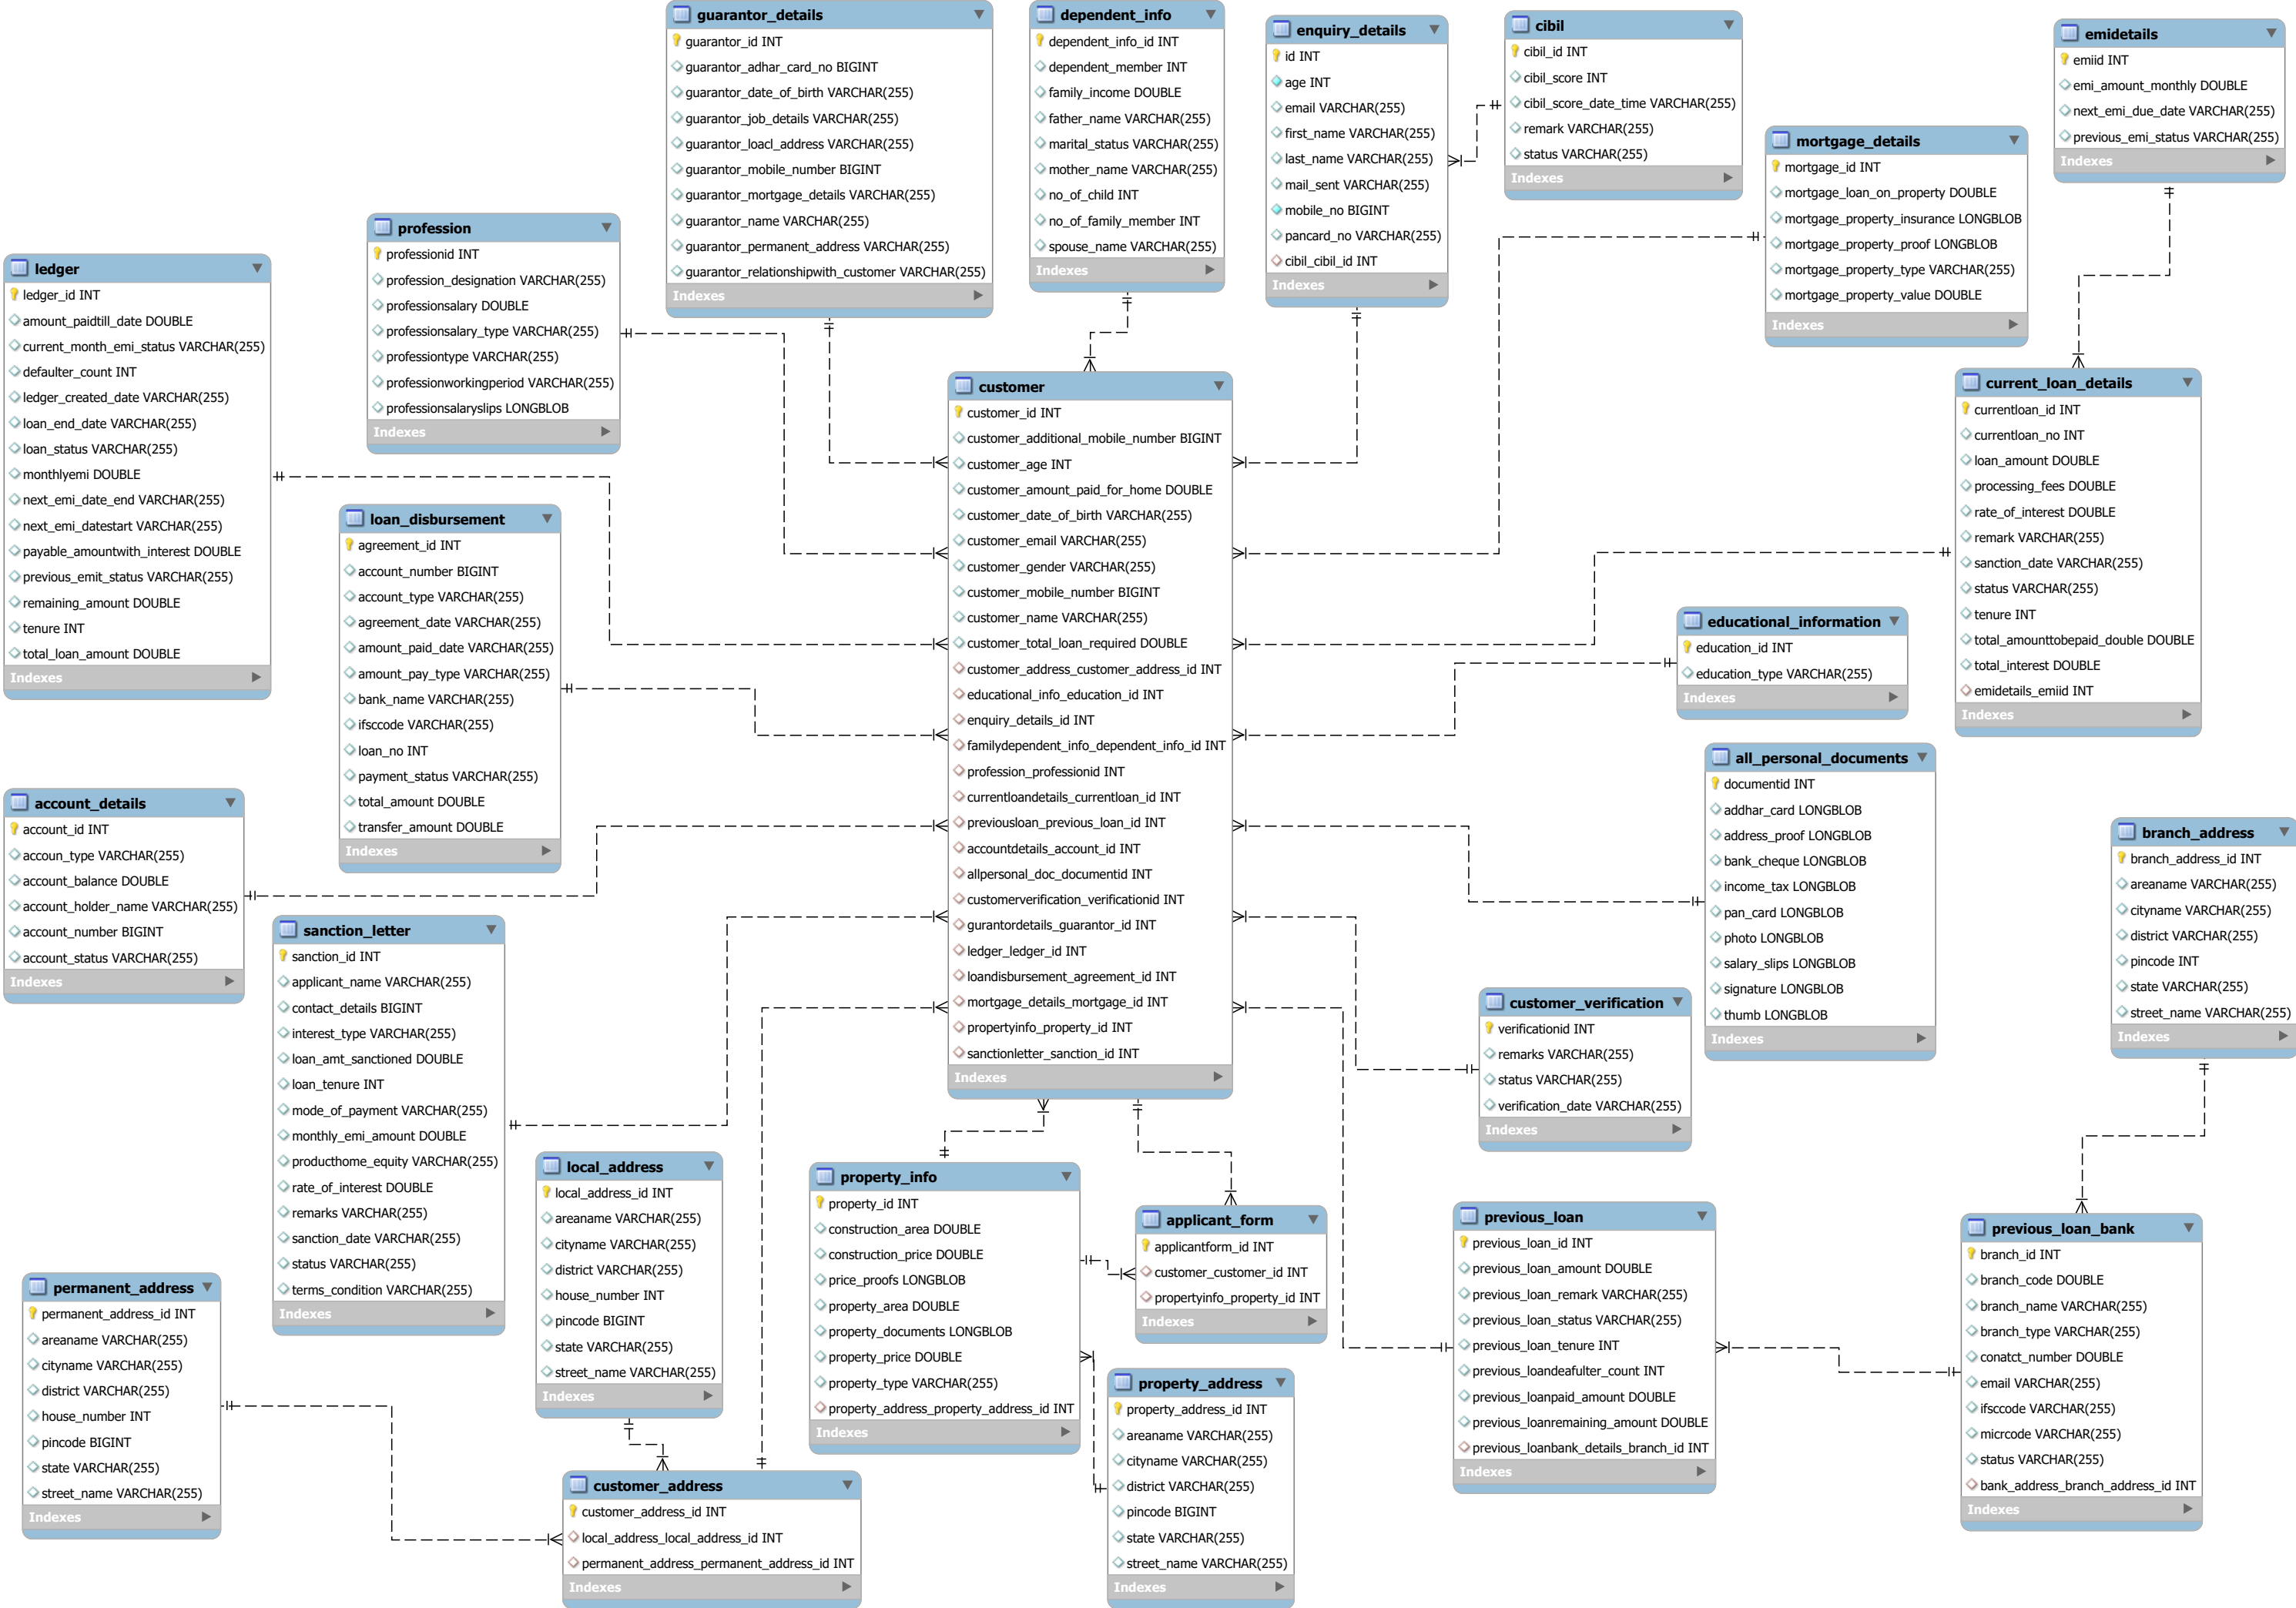 guarantor_details
guarantor_id INT
guarantor_adhar_card_no BIGINT
guarantor_date_of_birth VARCHAR(255)
guarantor_job_details VARCHAR(255)
guarantor_loacl_address VARCHAR(255)
guarantor_mobile_number BIGINT
guarantor_mortgage_details VARCHAR(255)
guarantor_name VARCHAR(255)
guarantor_permanent_address VARCHAR(255)
guarantor_relationshipwith_customer VARCHAR(255)
Indexes
dependent_info
dependent_info_id INT
dependent_member INT
family_income DOUBLE
father_name VARCHAR(255)
marital_status VARCHAR(255)
mother_name VARCHAR(255)
no_of_child INT
no_of_family_member INT
spouse_name VARCHAR(255)
Indexes
enquiry_details
id INT
age INT
email VARCHAR(255)
first_name VARCHAR(255)
last_name VARCHAR(255)
mail_sent VARCHAR(255)
mobile_no BIGINT
pancard_no VARCHAR(255)
cibil_cibil_id INT
Indexes
cibil
cibil_id INT
cibil_score INT
cibil_score_date_time VARCHAR(255)
remark VARCHAR(255)
status VARCHAR(255)
Indexes
emidetails
emiid INT
emi_amount_monthly DOUBLE
next_emi_due_date VARCHAR(255)
previous_emi_status VARCHAR(255)
Indexes
mortgage_details
mortgage_id INT
mortgage_loan_on_property DOUBLE
mortgage_property_insurance LONGBLOB
mortgage_property_proof LONGBLOB
mortgage_property_type VARCHAR(255)
mortgage_property_value DOUBLE
Indexes
profession
professionid INT
profession_designation VARCHAR(255)
professionsalary DOUBLE
professionsalary_type VARCHAR(255)
professiontype VARCHAR(255)
professionworkingperiod VARCHAR(255)
professionsalaryslips LONGBLOB
Indexes
ledger
ledger_id INT
amount_paidtill_date DOUBLE
current_month_emi_status VARCHAR(255)
defaulter_count INT
ledger_created_date VARCHAR(255)
loan_end_date VARCHAR(255)
loan_status VARCHAR(255)
monthlyemi DOUBLE
next_emi_date_end VARCHAR(255)
next_emi_datestart VARCHAR(255)
payable_amountwith_interest DOUBLE
previous_emit_status VARCHAR(255)
remaining_amount DOUBLE
tenure INT
total_loan_amount DOUBLE
Indexes
customer
customer_id INT
customer_additional_mobile_number BIGINT
customer_age INT
customer_amount_paid_for_home DOUBLE
customer_date_of_birth VARCHAR(255)
customer_email VARCHAR(255)
customer_gender VARCHAR(255)
customer_mobile_number BIGINT
customer_name VARCHAR(255)
customer_total_loan_required DOUBLE
customer_address_customer_address_id INT
educational_info_education_id INT
enquiry_details_id INT
familydependent_info_dependent_info_id INT
profession_professionid INT
currentloandetails_currentloan_id INT
previousloan_previous_loan_id INT
accountdetails_account_id INT
allpersonal_doc_documentid INT
customerverification_verificationid INT
gurantordetails_guarantor_id INT
ledger_ledger_id INT
loandisbursement_agreement_id INT
mortgage_details_mortgage_id INT
propertyinfo_property_id INT
sanctionletter_sanction_id INT
Indexes
current_loan_details
currentloan_id INT
currentloan_no INT
loan_amount DOUBLE
processing_fees DOUBLE
rate_of_interest DOUBLE
remark VARCHAR(255)
sanction_date VARCHAR(255)
status VARCHAR(255)
tenure INT
total_amounttobepaid_double DOUBLE
total_interest DOUBLE
emidetails_emiid INT
Indexes
loan_disbursement
agreement_id INT
account_number BIGINT
account_type VARCHAR(255)
agreement_date VARCHAR(255)
amount_paid_date VARCHAR(255)
amount_pay_type VARCHAR(255)
bank_name VARCHAR(255)
ifsccode VARCHAR(255)
loan_no INT
payment_status VARCHAR(255)
total_amount DOUBLE
transfer_amount DOUBLE
Indexes
educational_information
education_id INT
education_type VARCHAR(255)
Indexes
all_personal_documents
documentid INT
addhar_card LONGBLOB
address_proof LONGBLOB
bank_cheque LONGBLOB
income_tax LONGBLOB
pan_card LONGBLOB
photo LONGBLOB
salary_slips LONGBLOB
signature LONGBLOB
thumb LONGBLOB
Indexes
account_details
account_id INT
accoun_type VARCHAR(255)
account_balance DOUBLE
account_holder_name VARCHAR(255)
account_number BIGINT
account_status VARCHAR(255)
Indexes
branch_address
branch_address_id INT
areaname VARCHAR(255)
cityname VARCHAR(255)
district VARCHAR(255)
pincode INT
state VARCHAR(255)
street_name VARCHAR(255)
Indexes
sanction_letter
sanction_id INT
applicant_name VARCHAR(255)
contact_details BIGINT
interest_type VARCHAR(255)
loan_amt_sanctioned DOUBLE
loan_tenure INT
mode_of_payment VARCHAR(255)
monthly_emi_amount DOUBLE
producthome_equity VARCHAR(255)
rate_of_interest DOUBLE
remarks VARCHAR(255)
sanction_date VARCHAR(255)
status VARCHAR(255)
terms_condition VARCHAR(255)
Indexes
customer_verification
verificationid INT
remarks VARCHAR(255)
status VARCHAR(255)
verification_date VARCHAR(255)
Indexes
local_address
local_address_id INT
areaname VARCHAR(255)
cityname VARCHAR(255)
district VARCHAR(255)
house_number INT
pincode BIGINT
state VARCHAR(255)
street_name VARCHAR(255)
Indexes
property_info
property_id INT
construction_area DOUBLE
construction_price DOUBLE
price_proofs LONGBLOB
property_area DOUBLE
property_documents LONGBLOB
property_price DOUBLE
property_type VARCHAR(255)
property_address_property_address_id INT
Indexes
applicant_form
applicantform_id INT
customer_customer_id INT
propertyinfo_property_id INT
Indexes
previous_loan
previous_loan_id INT
previous_loan_amount DOUBLE
previous_loan_remark VARCHAR(255)
previous_loan_status VARCHAR(255)
previous_loan_tenure INT
previous_loandeafulter_count INT
previous_loanpaid_amount DOUBLE
previous_loanremaining_amount DOUBLE
previous_loanbank_details_branch_id INT
Indexes
previous_loan_bank
branch_id INT
branch_code DOUBLE
branch_name VARCHAR(255)
branch_type VARCHAR(255)
conatct_number DOUBLE
email VARCHAR(255)
ifsccode VARCHAR(255)
micrcode VARCHAR(255)
status VARCHAR(255)
bank_address_branch_address_id INT
Indexes
permanent_address
permanent_address_id INT
areaname VARCHAR(255)
cityname VARCHAR(255)
district VARCHAR(255)
house_number INT
pincode BIGINT
state VARCHAR(255)
street_name VARCHAR(255)
Indexes
property_address
property_address_id INT
areaname VARCHAR(255)
cityname VARCHAR(255)
district VARCHAR(255)
pincode BIGINT
state VARCHAR(255)
street_name VARCHAR(255)
Indexes
customer_address
customer_address_id INT
local_address_local_address_id INT
permanent_address_permanent_address_id INT
Indexes